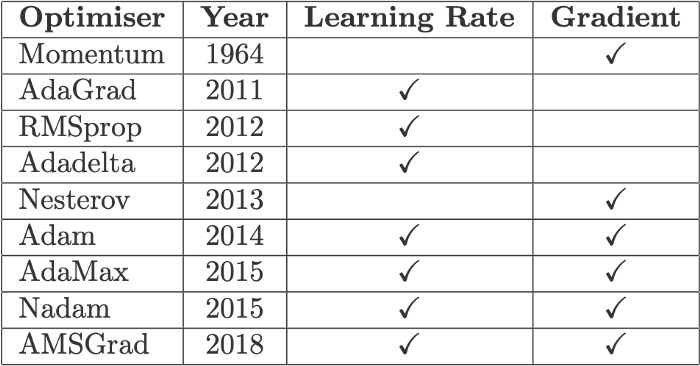 Optimiser Year Learning Rate Gradient
Momentum 1964 ✓
AdaGrad 2011 ✓
RMSprop 2012 ✓
Adadelta 2012 ✓
Nesterov 2013 ✓
Adam 2014 ✓ ✓
AdaMax 2015 ✓ ✓
Nadam 2015 ✓ ✓
AMSGrad 2018 ✓ ✓